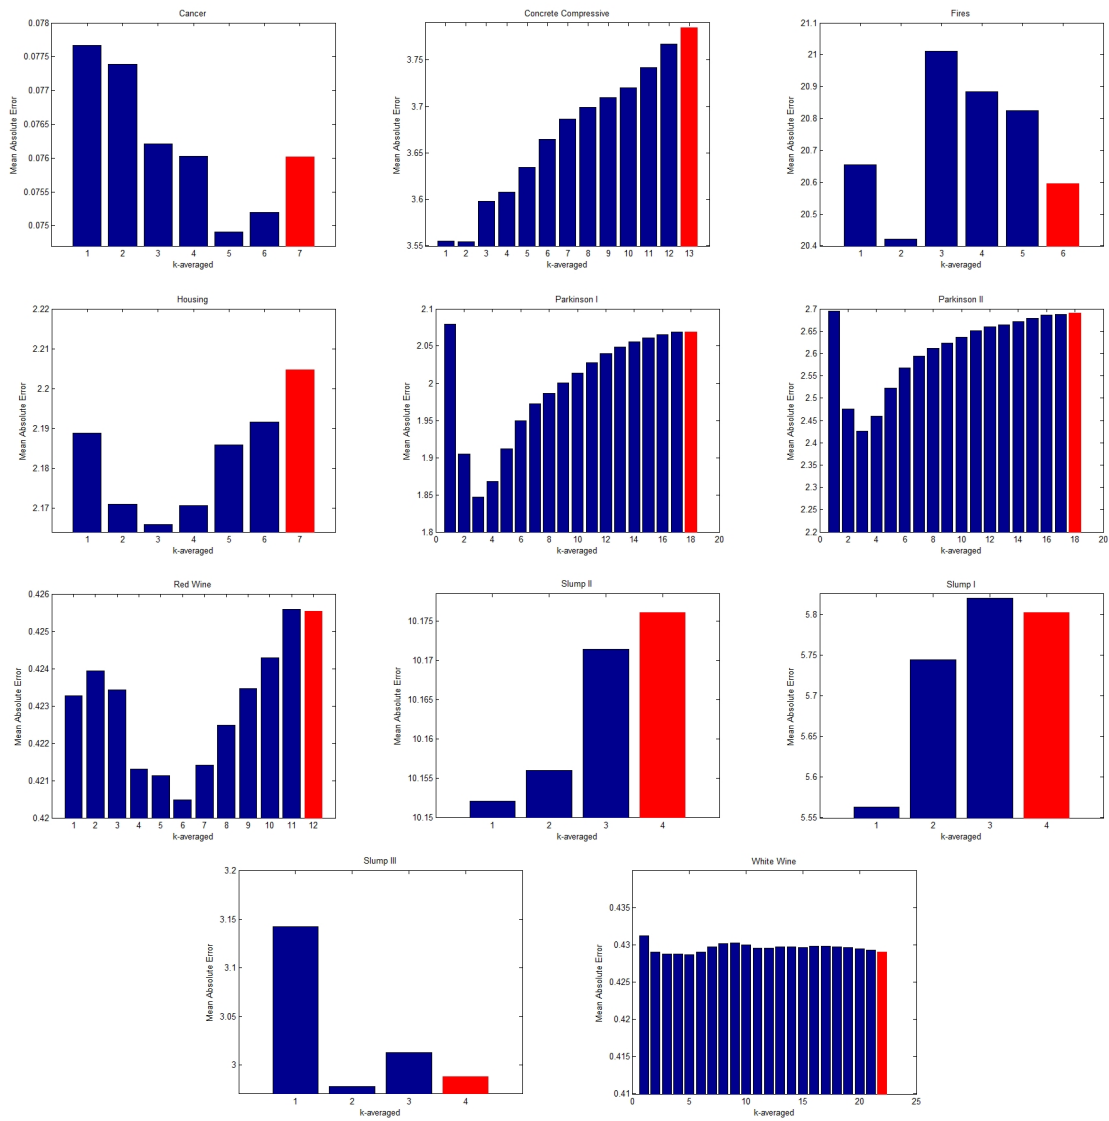 Cancer
Mean Absolute Error
0.078
0.0775
0.077
0.0765
0.076
0.0755
0.075
1 2 3 4 5 6 7
k-averaged
Concrete Compressive
Mean Absolute Error
3.75
3.7
3.65
3.6
3.55
1 2 3 4 5 6 7 8 9 10 11 12 13
k-averaged
Fires
Mean Absolute Error
21.1
21
20.9
20.8
20.7
20.6
20.5
20.4
1 2 3 4 5 6
k-averaged
Housing
Mean Absolute Error
2.22
2.21
2.2
2.19
2.18
2.17
1 2 3 4 5 6 7
k-averaged
Parkinson I
Mean Absolute Error
2.1
2.05
2
1.95
1.9
1.85
1.8
0 2 4 6 8 10 12 14 16 18 20
k-averaged
Parkinson II
Mean Absolute Error
2.7
2.65
2.6
2.55
2.5
2.45
2.4
2.35
2.3
2.25
2.2
0 2 4 6 8 10 12 14 16 18 20
k-averaged
Red Wine
Mean Absolute Error
0.426
0.425
0.424
0.423
0.422
0.421
0.42
1 2 3 4 5 6 7 8 9 10 11 12
k-averaged
Slump II
Mean Absolute Error
10.175
10.17
10.165
10.16
10.155
10.15
1 2 3 4
k-averaged
Slump I
Mean Absolute Error
5.8
5.75
5.7
5.65
5.6
5.55
1 2 3 4
k-averaged
Slump III
Mean Absolute Error
3.2
3.15
3.1
3.05
3
1 2 3 4
k-averaged
White Wine
Mean Absolute Error
0.435
0.43
0.425
0.42
0.415
0.41
0 5 10 15 20 25
k-averaged